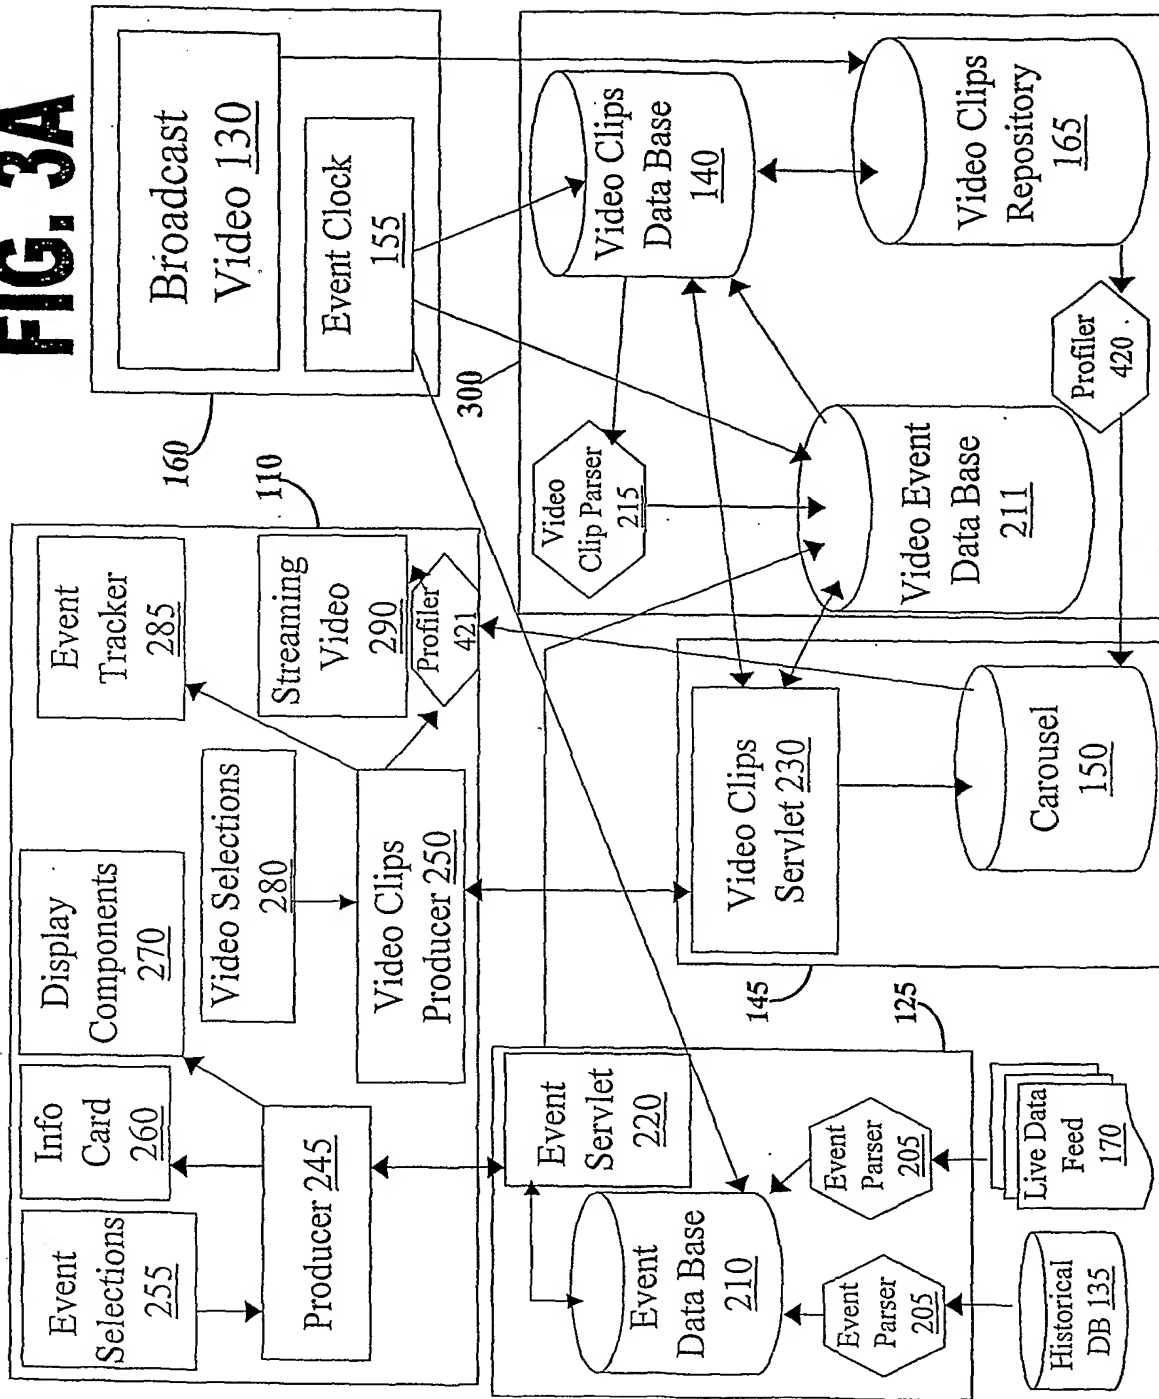 FIG. 3A
Event
Selections
255
Info
Card
260
Display
Components
270
Event
Tracker
285
Video Selections
280
Streaming
Video
290
Profiler
421
Producer 245
Video Clips
Producer 250
110
160
Broadcast
Video 130
Event Clock
155
Event
Servlet
220
Event
Data Base
210
Event
Parser
205
Event
Parser
205
Historical
DB 135
Live Data
Feed
170
125
145
Video Clips
Servlet 230
Carousel
150
300
Video
Clip Parser
215
Video Clips
Data Base
140
Video Event
Data Base
211
Video Clips
Repository
165
Profiler
420